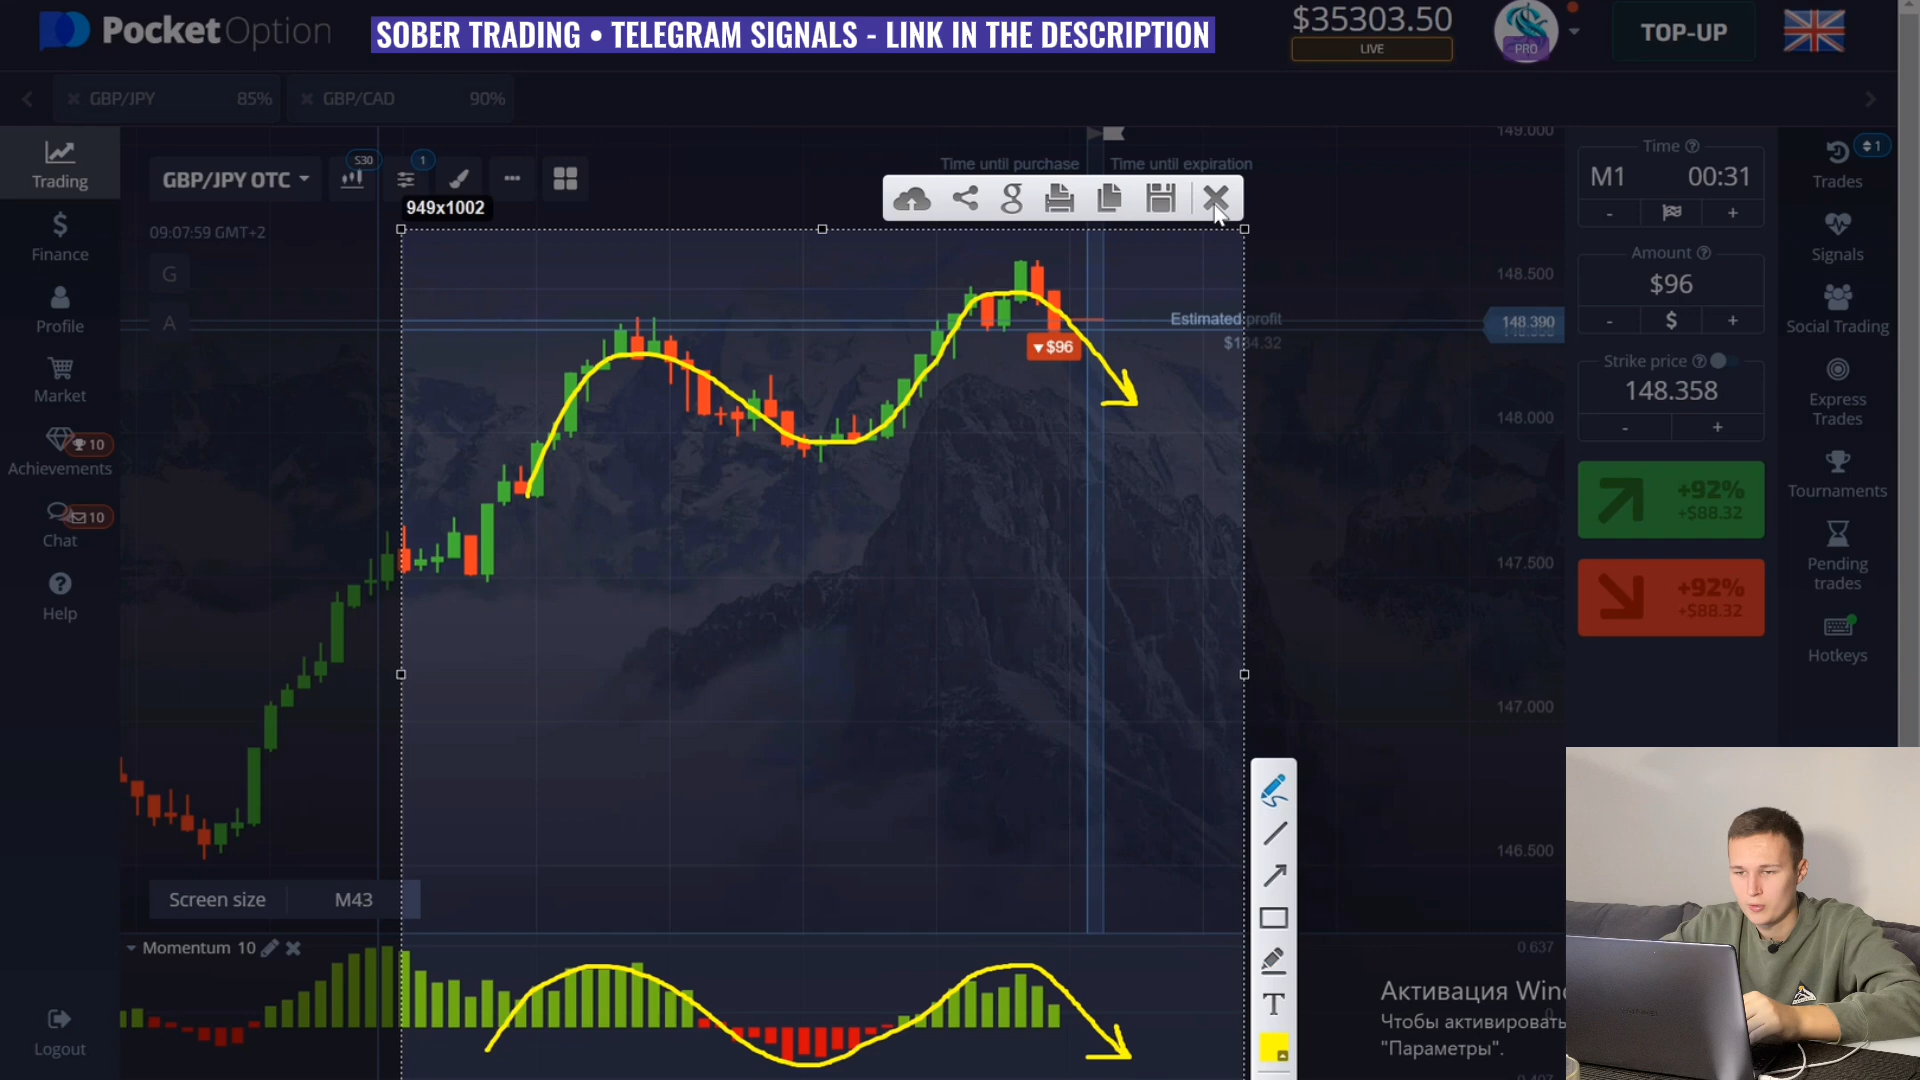 PocketOption
SOBER TRADING • TELEGRAM SIGNALS - LINK IN THE DESCRIPTION
$35303.50
LIVE
PRO
TOP-UP
GBP/JPY 85%
GBP/CAD 90%
149.000
Trading
Finance
Profile
Market
10
Achievements
10
Chat
Help
Logout
GBP/JPY OTC
S30
1
949x1002
09:07:59 GMT+2
G
A
Time until purchase
Time until expiration
148.500
Estimated profit
148.390
$96
148.000
147.500
147.000
146.500
Screen size M43
Momentum 10
0.637
Time
M1 00:31
- +
Amount
$96
- $ +
Strike price
148.358
- +
+92%
+$88.32
+92%
+$88.32
1
Trades
Signals
Social Trading
Express
Trades
Tournaments
Pending
trades
Hotkeys
T
Активация Win
Чтобы активировать
"Параметры".